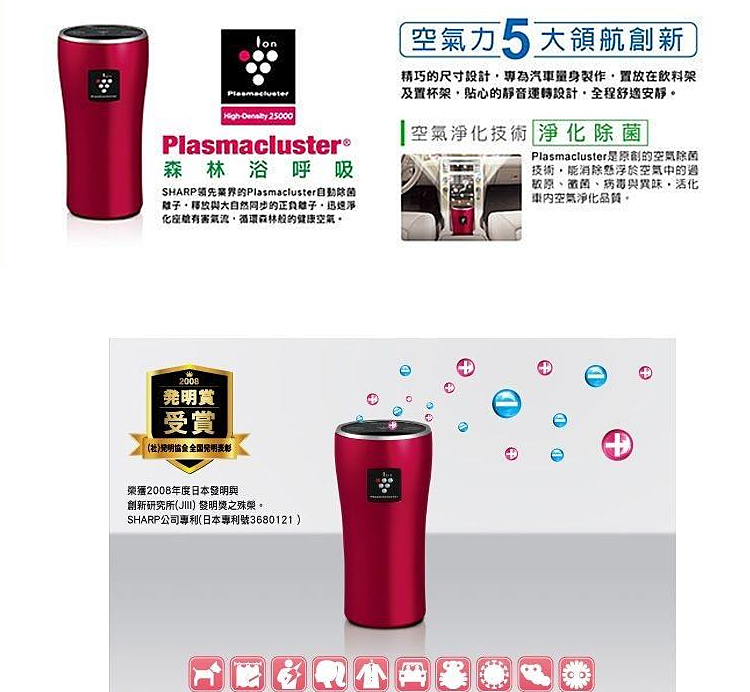 Ion
Plasmacluster
High-Density 25000
Plasmacluster®
森林浴呼吸
SHARP領先業界的Plasmacluster自動除菌
離子，釋放與大自然同步的正負離子，迅速淨
化座艙有害氣流，循環森林般的健康空氣。
空氣力5大領航創新
精巧的尺寸設計，專為汽車量身製作，置放在飲料架
及置杯架，貼心的靜音運轉設計，全程舒適安靜。
空氣淨化技術 淨化除菌
Plasmacluster是原創的空氣除菌
技術，能消除懸浮於空氣中的過
敏原、黴菌、病毒與異味，活化
車內空氣淨化品質。
2008
発明賞
受賞
(社)発明協会 全国発明表彰
榮獲2008年度日本發明與
創新研究所(JIII) 發明獎之殊榮。
SHARP公司專利(日本專利號3680121)
Ion